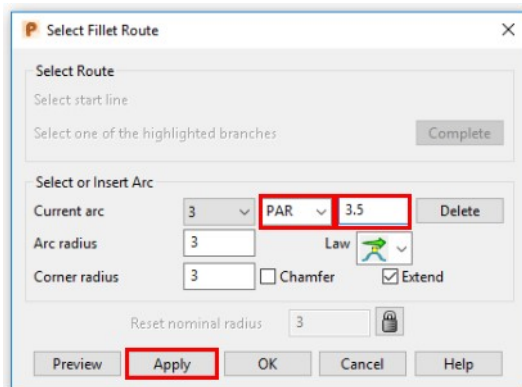 Select Fillet Route
Select Route
Select start line
Select one of the highlighted branches Complete
Select or Insert Arc
Current arc 3 PAR 3.5 Delete
Arc radius 3 Law
Corner radius 3 Chamfer Extend
Reset nominal radius 3
Preview Apply OK Cancel Help